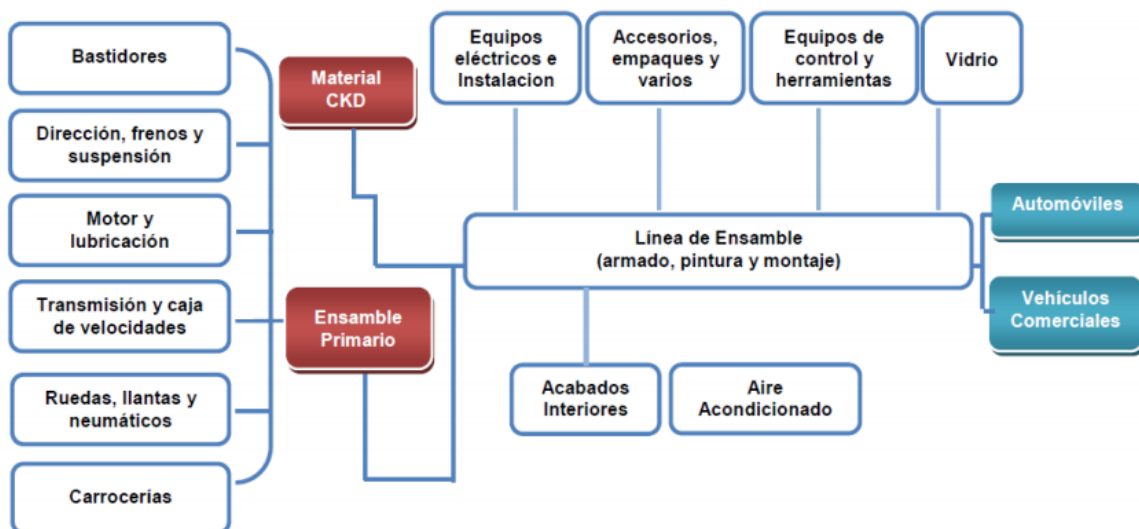 Bastidores
Dirección, frenos y
suspensión
Motor y
lubricación
Transmisión y caja
de velocidades
Ruedas, llantas y
neumáticos
Carrocerías
Material
CKD
Ensamble
Primario
Equipos
eléctricos e
Instalacion
Accesorios,
empaques y
varios
Equipos de
control y
herramientas
Vidrio
Línea de Ensamble
(armado, pintura y montaje)
Acabados
Interiores
Aire
Acondicionado
Automóviles
Vehículos
Comerciales